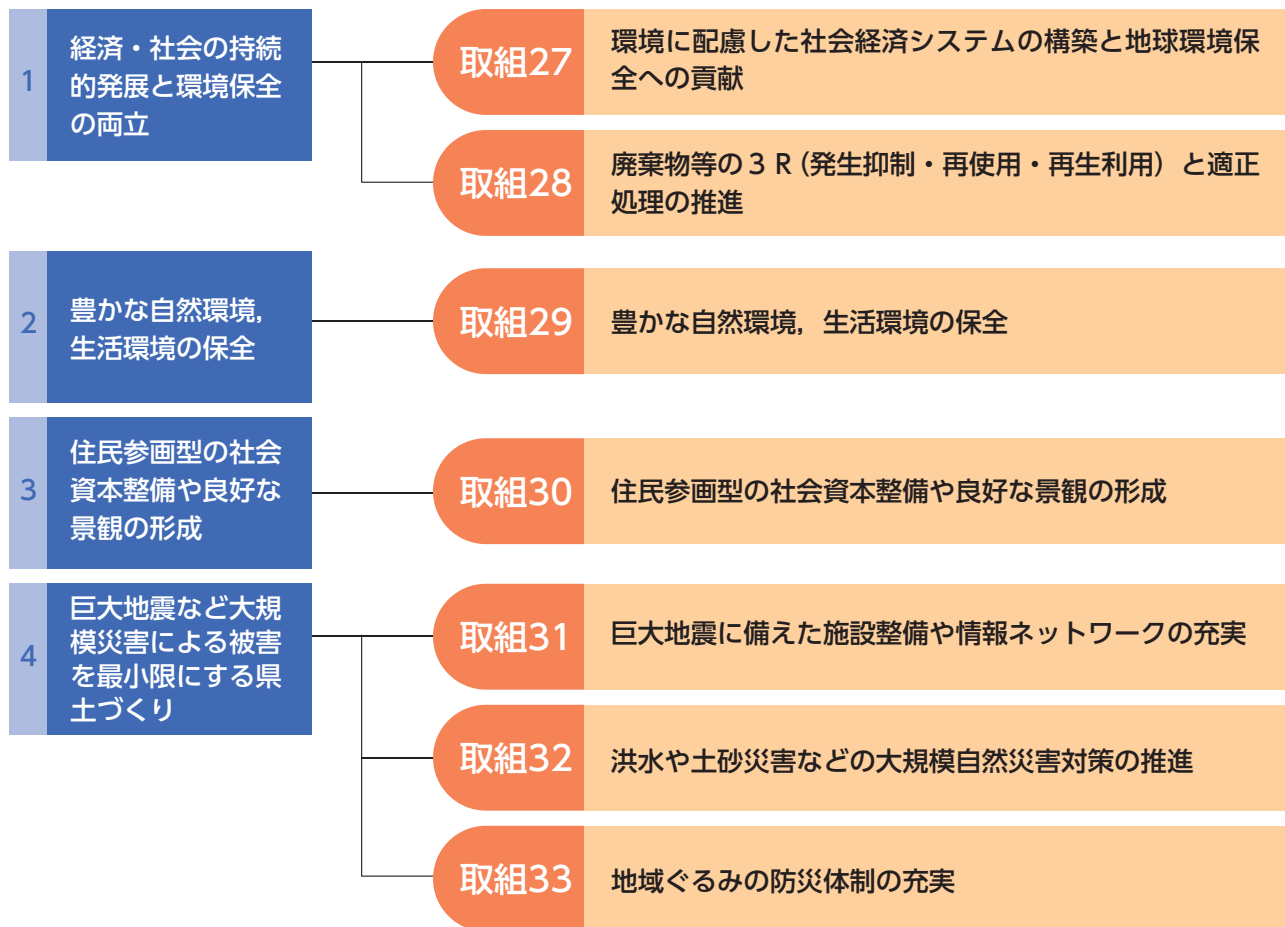 1
経済・社会の持続
的発展と環境保全
の両立
取組27
環境に配慮した社会経済システムの構築と地球環境保
全への貢献
取組28
廃棄物等の３Ｒ（発生抑制・再使用・再生利用）と適正
処理の推進
2
豊かな自然環境，
生活環境の保全
取組29
豊かな自然環境，生活環境の保全
3
住民参画型の社会
資本整備や良好な
景観の形成
取組30
住民参画型の社会資本整備や良好な景観の形成
4
巨大地震など大規
模災害による被害
を最小限にする県
土づくり
取組31
巨大地震に備えた施設整備や情報ネットワークの充実
取組32
洪水や土砂災害などの大規模自然災害対策の推進
取組33
地域ぐるみの防災体制の充実